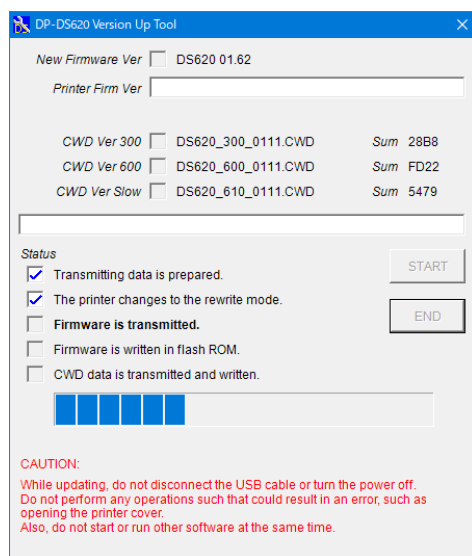 DP-DS620 Version Up Tool
New Firmware Ver DS620 01.62
Printer Firm Ver
CWD Ver 300 DS620_300_0111.CWD Sum 28B8
CWD Ver 600 DS620_600_0111.CWD Sum FD22
CWD Ver Slow DS620_610_0111.CWD Sum 5479
Status
Transmitting data is prepared.
The printer changes to the rewrite mode.
Firmware is transmitted.
Firmware is written in flash ROM.
CWD data is transmitted and written.
START
END
CAUTION:
While updating, do not disconnect the USB cable or turn the power off.
Do not perform any operations such that could result in an error, such as
opening the printer cover.
Also, do not start or run other software at the same time.